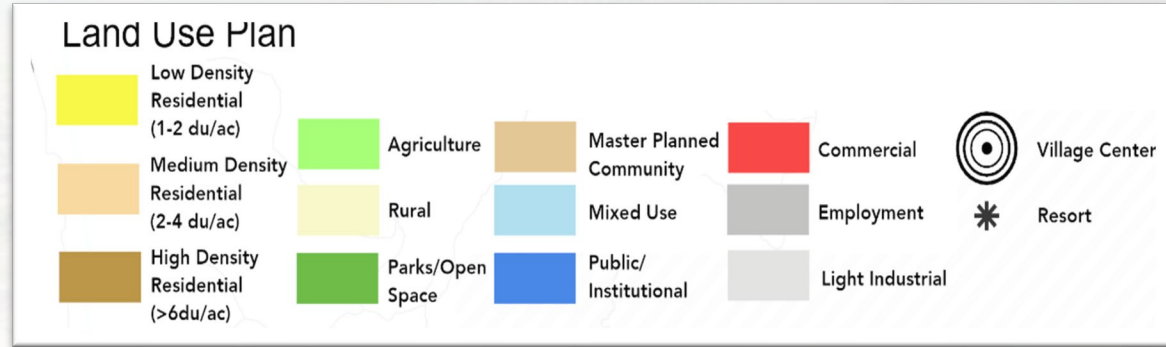 Land Use Plan
Low Density
Residential
(1-2 du/ac)
Medium Density
Residential
(2-4 du/ac)
High Density
Residential
(>6du/ac)
Agriculture
Rural
Parks/Open
Space
Master Planned
Community
Mixed Use
Public/
Institutional
Commercial
Employment
Light Industrial
Village Center
Resort